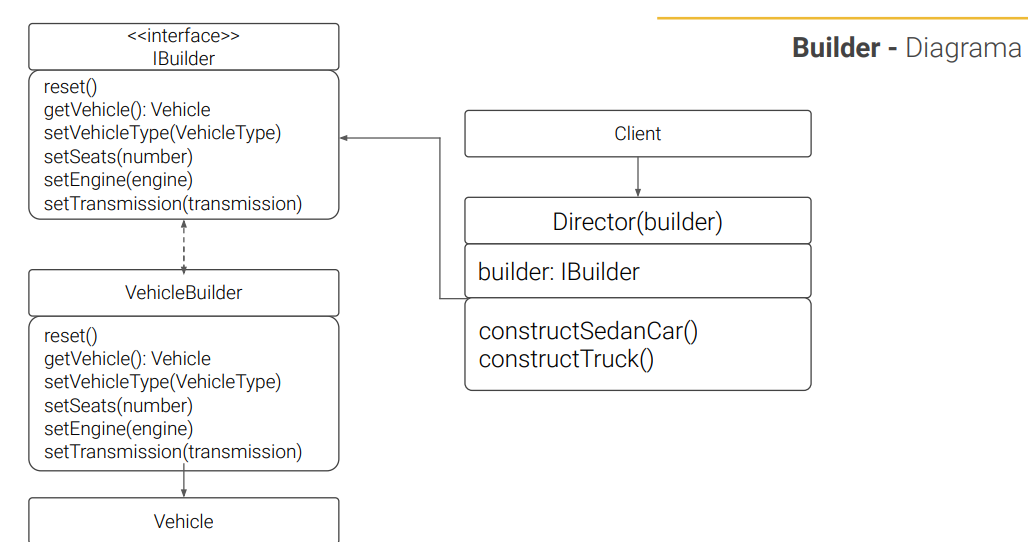 Builder - Diagrama
<<interface>>
IBuilder
reset()
getVehicle(): Vehicle
setVehicleType(VehicleType)
setSeats(number)
setEngine(engine)
setTransmission(transmission)
VehicleBuilder
reset()
getVehicle(): Vehicle
setVehicleType(VehicleType)
setSeats(number)
setEngine(engine)
setTransmission(transmission)
Vehicle
Client
Director(builder)
builder: IBuilder
constructSedanCar()
constructTruck()